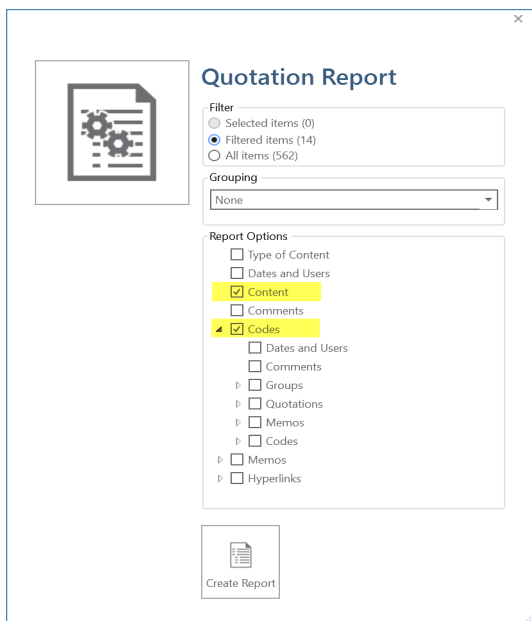 Quotation Report
Filter
Selected items (0)
Filtered items (14)
All items (562)
Grouping
None
Report Options
Type of Content
Dates and Users
Content
Comments
Codes
Dates and Users
Comments
Groups
Quotations
Memos
Codes
Memos
Hyperlinks
Create Report